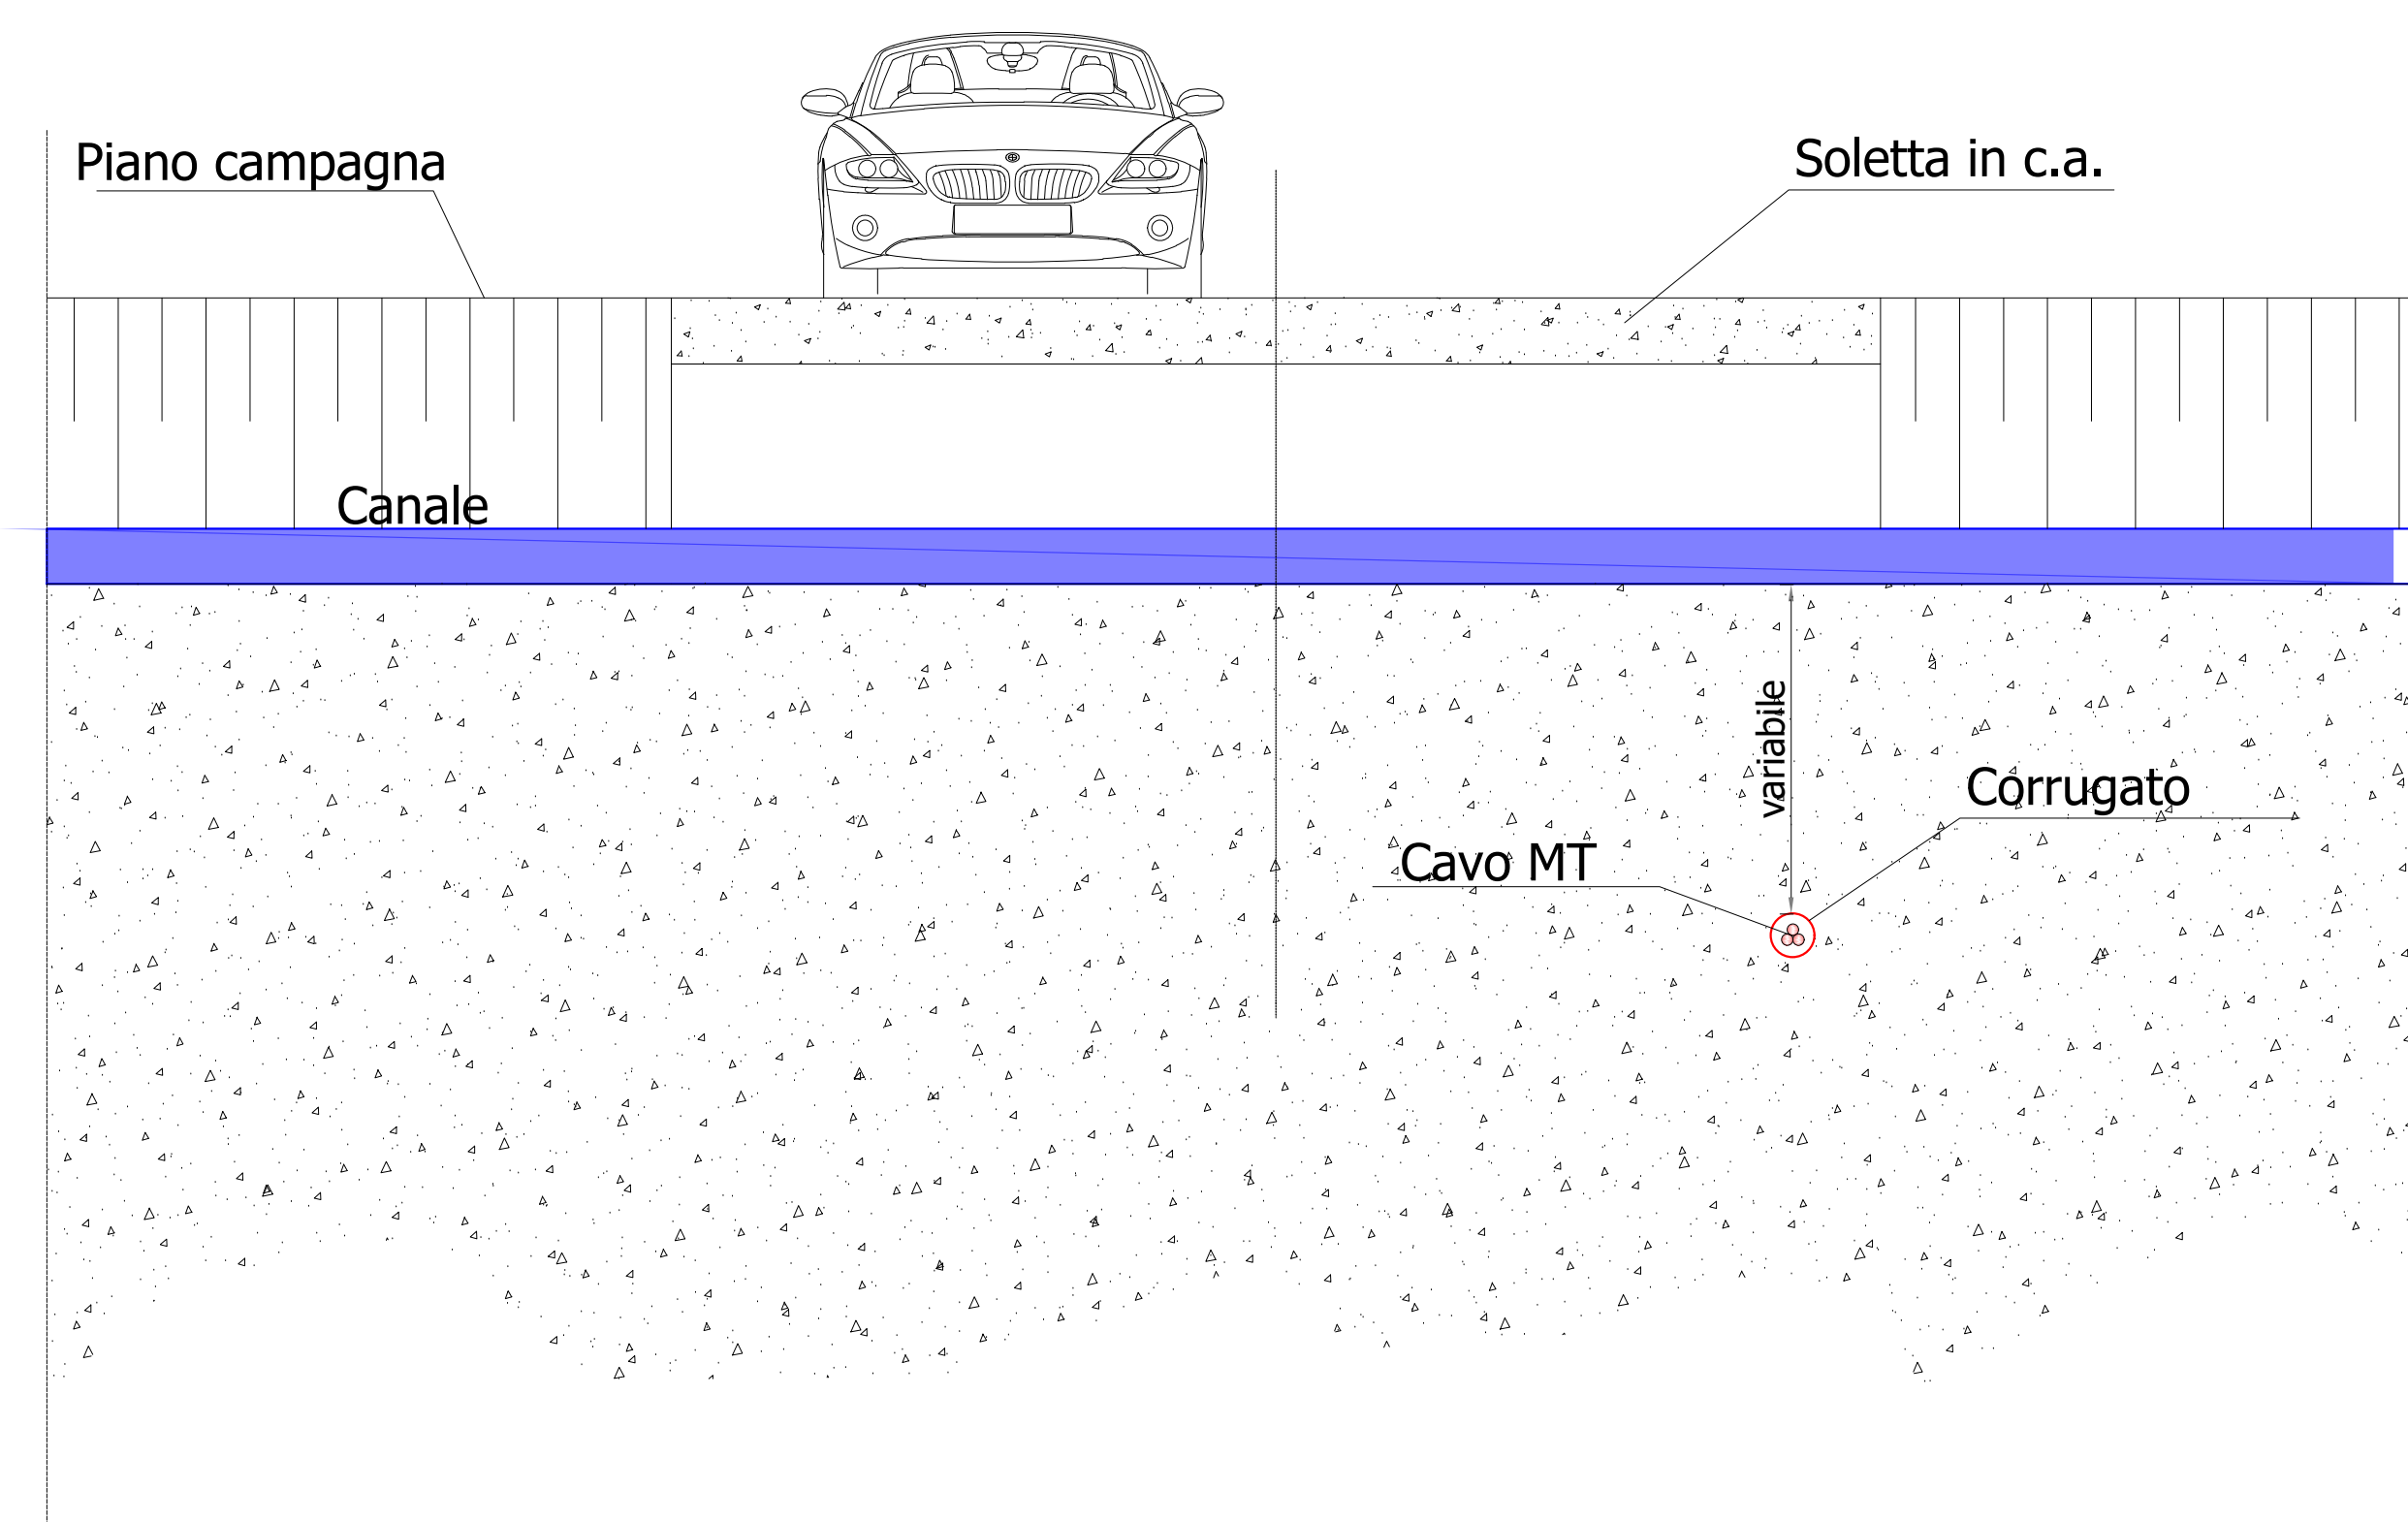 Piano campagna
Soletta in c.a.
Canale
variabile
Corrugato
Cavo MT